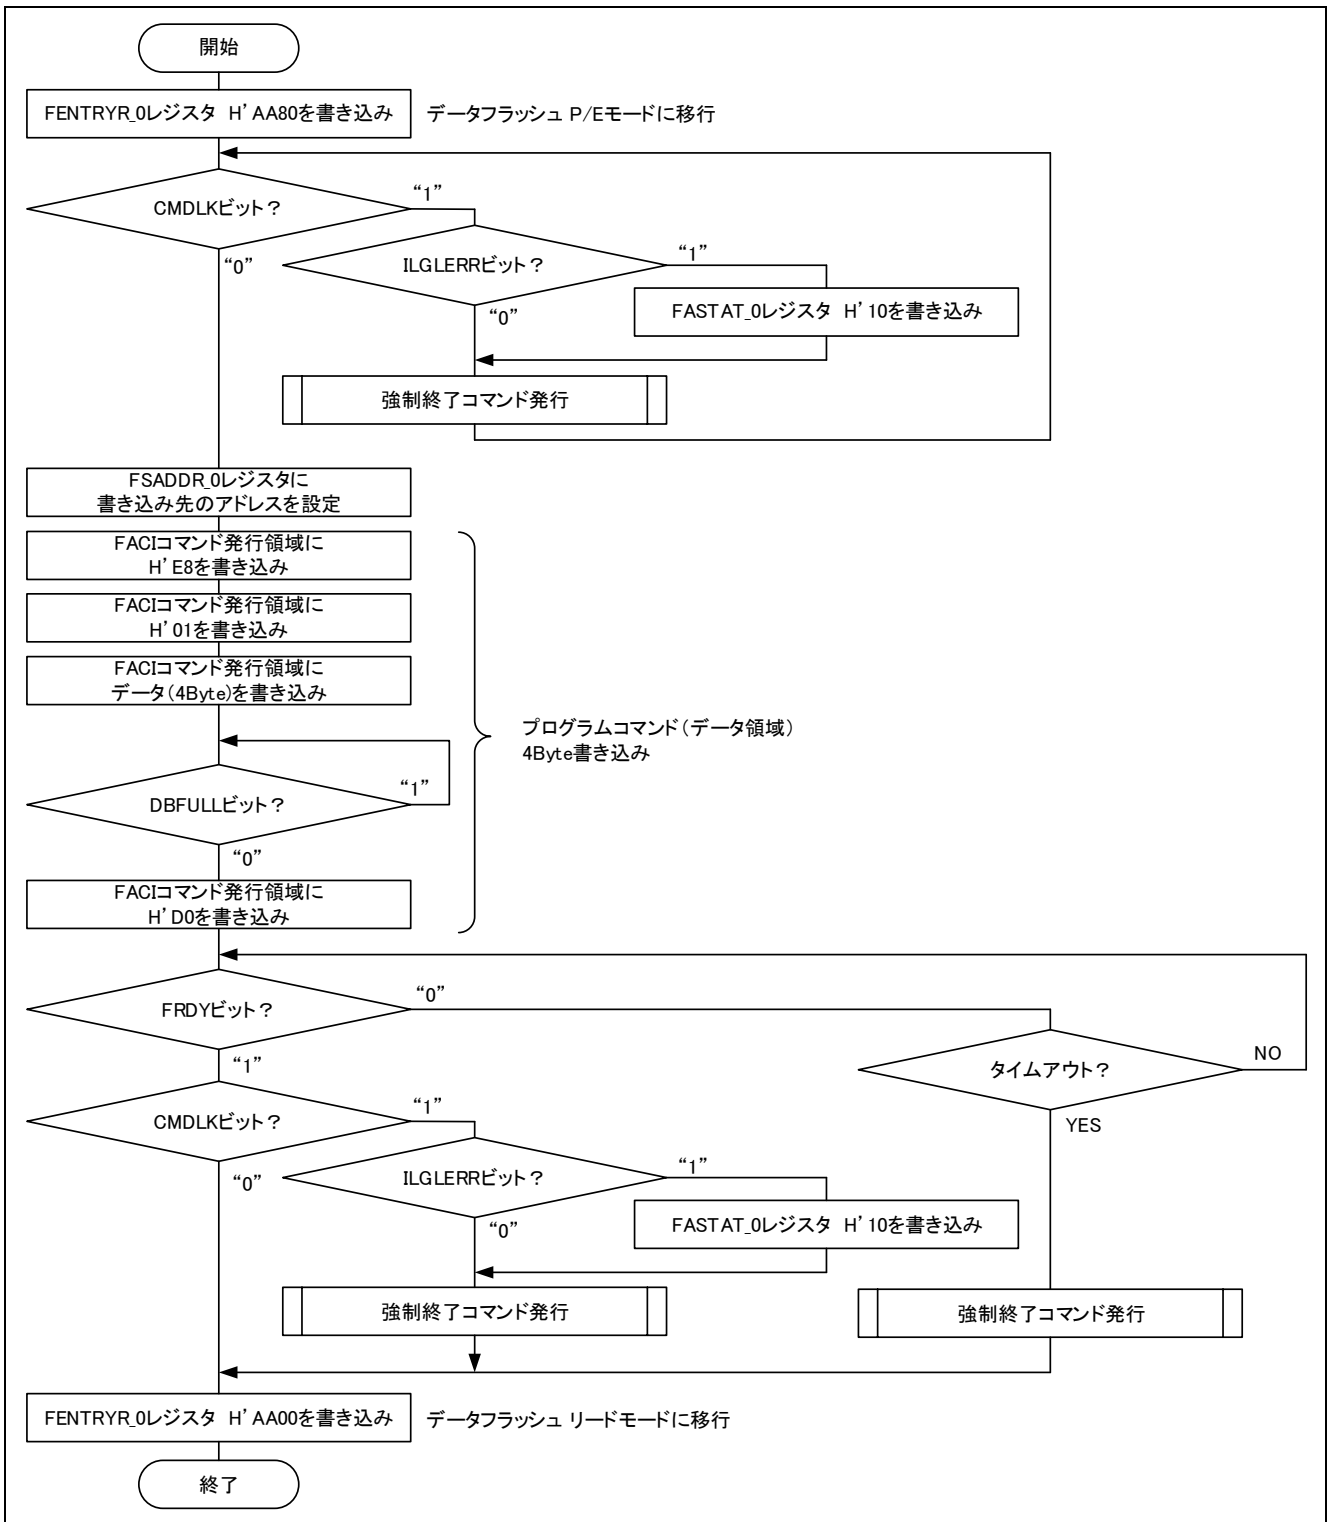 開始
FENTRYR_0レジスタ H'AA80を書き込み
データフラッシュ P/Eモードに移行
CMDLKビット？
“1”
“0”
ILGLERRビット？
“1”
“0”
FASTAT_0レジスタ H'10を書き込み
強制終了コマンド発行
FSADDR_0レジスタに
書き込み先のアドレスを設定
FACIコマンド発行領域に
H'E8を書き込み
FACIコマンド発行領域に
H'01を書き込み
FACIコマンド発行領域に
データ（4Byte)を書き込み
プログラムコマンド（データ領域）
4Byte書き込み
DBFULLビット？
“1”
“0”
FACIコマンド発行領域に
H'D0を書き込み
FRDYビット？
“0”
“1”
タイムアウト？
NO
YES
CMDLKビット？
“1”
“0”
ILGLERRビット？
“1”
“0”
FASTAT_0レジスタ H'10を書き込み
強制終了コマンド発行
強制終了コマンド発行
FENTRYR_0レジスタ H'AA00を書き込み
データフラッシュ リードモードに移行
終了